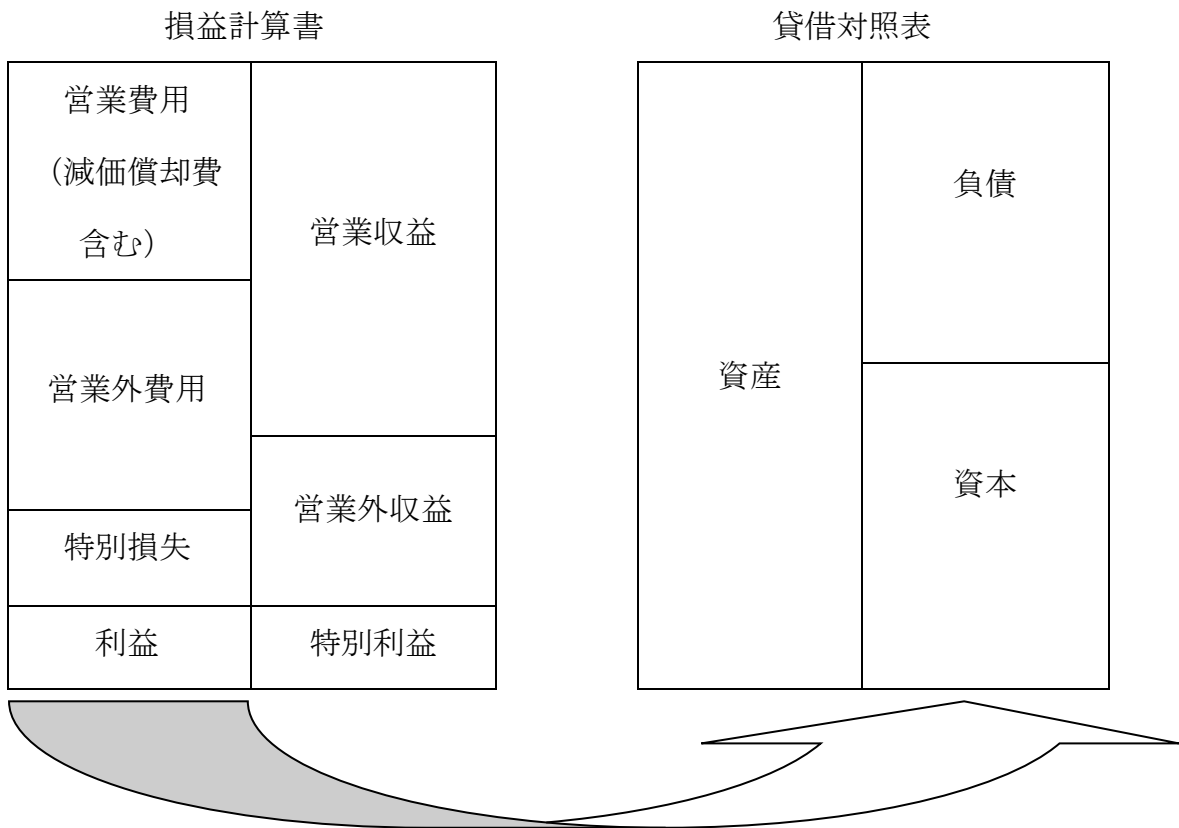 損益計算書
営業費用
（減価償却費
含む）
営業外費用
特別損失
利益
営業収益
営業外収益
特別利益
貸借対照表
資産
負債
資本